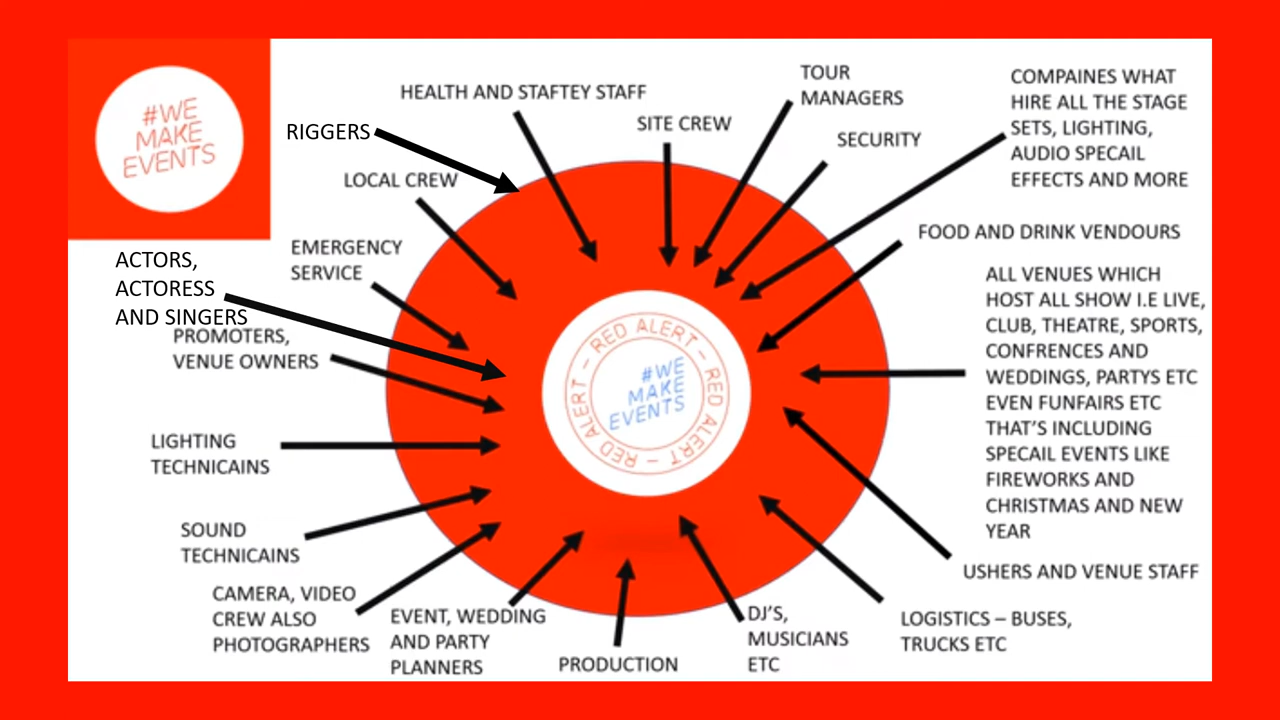 #WE
MAKE
EVENTS
HEALTH AND STAFTEY STAFF
TOUR
MANAGERS
COMPAINES WHAT
HIRE ALL THE STAGE
SETS, LIGHTING,
AUDIO SPECAIL
EFFECTS AND MORE
RIGGERS
SITE CREW
SECURITY
LOCAL CREW
FOOD AND DRINK VENDOURS
EMERGENCY
SERVICE
ACTORS,
ACTORESS
AND SINGERS
ALL VENUES WHICH
HOST ALL SHOW I.E LIVE,
CLUB, THEATRE, SPORTS,
CONFRENCES AND
WEDDINGS, PARTYS ETC
EVEN FUNFAIRS ETC
THAT'S INCLUDING
SPECAIL EVENTS LIKE
FIREWORKS AND
CHRISTMAS AND NEW
YEAR
PROMOTERS,
VENUE OWNERS
RED ALERT – RED ALERT – RED ALERT –
#WE
MAKE
EVENTS
LIGHTING
TECHNICAINS
SOUND
TECHNICAINS
USHERS AND VENUE STAFF
CAMERA, VIDEO
CREW ALSO
PHOTOGRAPHERS
EVENT, WEDDING
AND PARTY
PLANNERS
PRODUCTION
DJ'S,
MUSICIANS
ETC
LOGISTICS – BUSES,
TRUCKS ETC